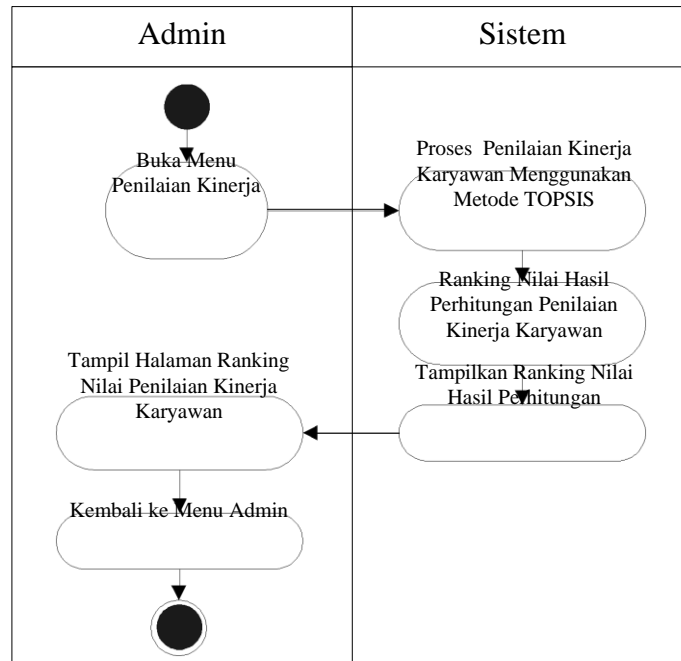 Admin
Sistem
Buka Menu
Penilaian Kinerja
Proses  Penilaian Kinerja
Karyawan Menggunakan
Metode TOPSIS
Ranking Nilai Hasil
Perhitungan Penilaian
Kinerja Karyawan
Tampilkan Ranking Nilai
Hasil Perhitungan
Tampil Halaman Ranking
Nilai Penilaian Kinerja
Karyawan
Kembali ke Menu Admin